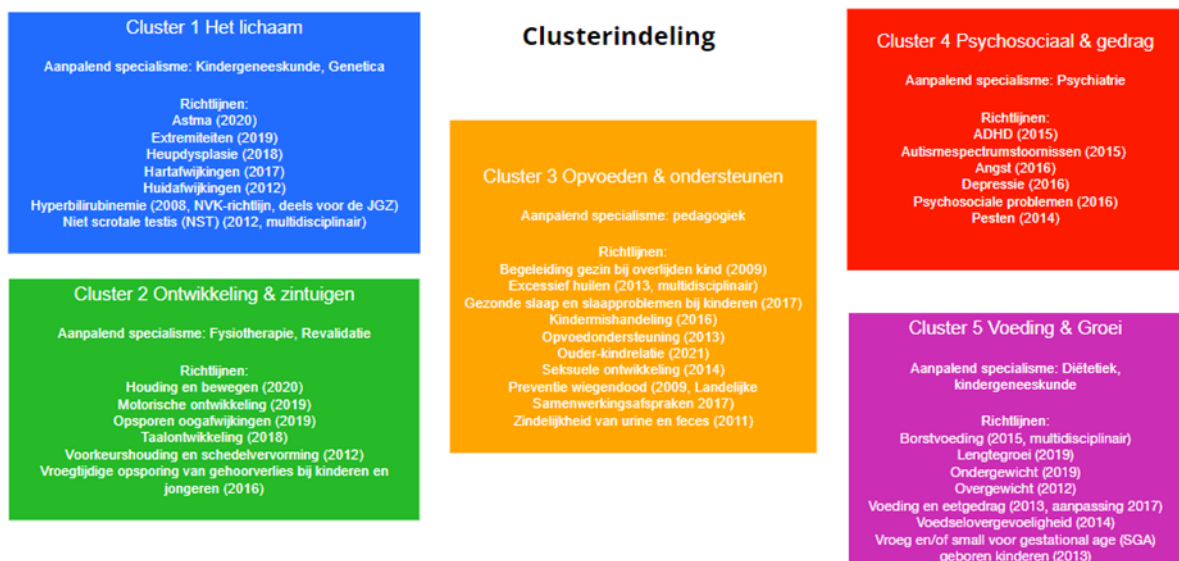 Clusterindeling
Cluster 1 Het lichaam
Aanpalend specialisme: Kindergeneeskunde, Genetica
Richtlijnen:
Astma (2020)
Extremiteiten (2019)
Heupdysplasie (2018)
Hartafwijkingen (2017)
Huidafwijkingen (2012)
Hyperbilirubinemie (2008, NVK-richtlijn, deels voor de JGZ)
Niet scrotale testis (NST) (2012, multidisciplinair)
Cluster 2 Ontwikkeling & zintuigen
Aanpalend specialisme: Fysiotherapie, Revalidatie
Richtlijnen:
Houding en bewegen (2020)
Motorische ontwikkeling (2019)
Opsporen oogafwijkingen (2019)
Taalontwikkeling (2018)
Voorkeurshouding en schedelvervorming (2012)
Vroegtijdige opsporing van gehoorverlies bij kinderen en
jongeren (2016)
Cluster 3 Opvoeden & ondersteunen
Aanpalend specialisme: pedagogiek
Richtlijnen:
Begeleiding gezin bij overlijden kind (2009)
Excessief huilen (2013, multidisciplinair)
Gezonde slaap en slaapproblemen bij kinderen (2017)
Kindermishandeling (2016)
Opvoedondersteuning (2013)
Ouder-kindrelatie (2021)
Seksuele ontwikkeling (2014)
Preventie wiegendood (2009, Landelijke
Samenwerkingsafspraken 2017)
Zindelijkheid van urine en feces (2011)
Cluster 4 Psychosociaal & gedrag
Aanpalend specialisme: Psychiatrie
Richtlijnen:
ADHD (2015)
Autismespectrumstoornissen (2015)
Angst (2016)
Depressie (2016)
Psychosociale problemen (2016)
Pesten (2014)
Cluster 5 Voeding & Groei
Aanpalend specialisme: Diëtetiek,
kindergeneeskunde
Richtlijnen:
Borstvoeding (2015, multidisciplinair)
Lengtegroei (2019)
Ondergewicht (2019)
Overgewicht (2012)
Voeding en eetgedrag (2013, aanpassing 2017)
Voedselovergevoeligheid (2014)
Vroeg en/of small voor gestational age (SGA)
geboren kinderen (2013)